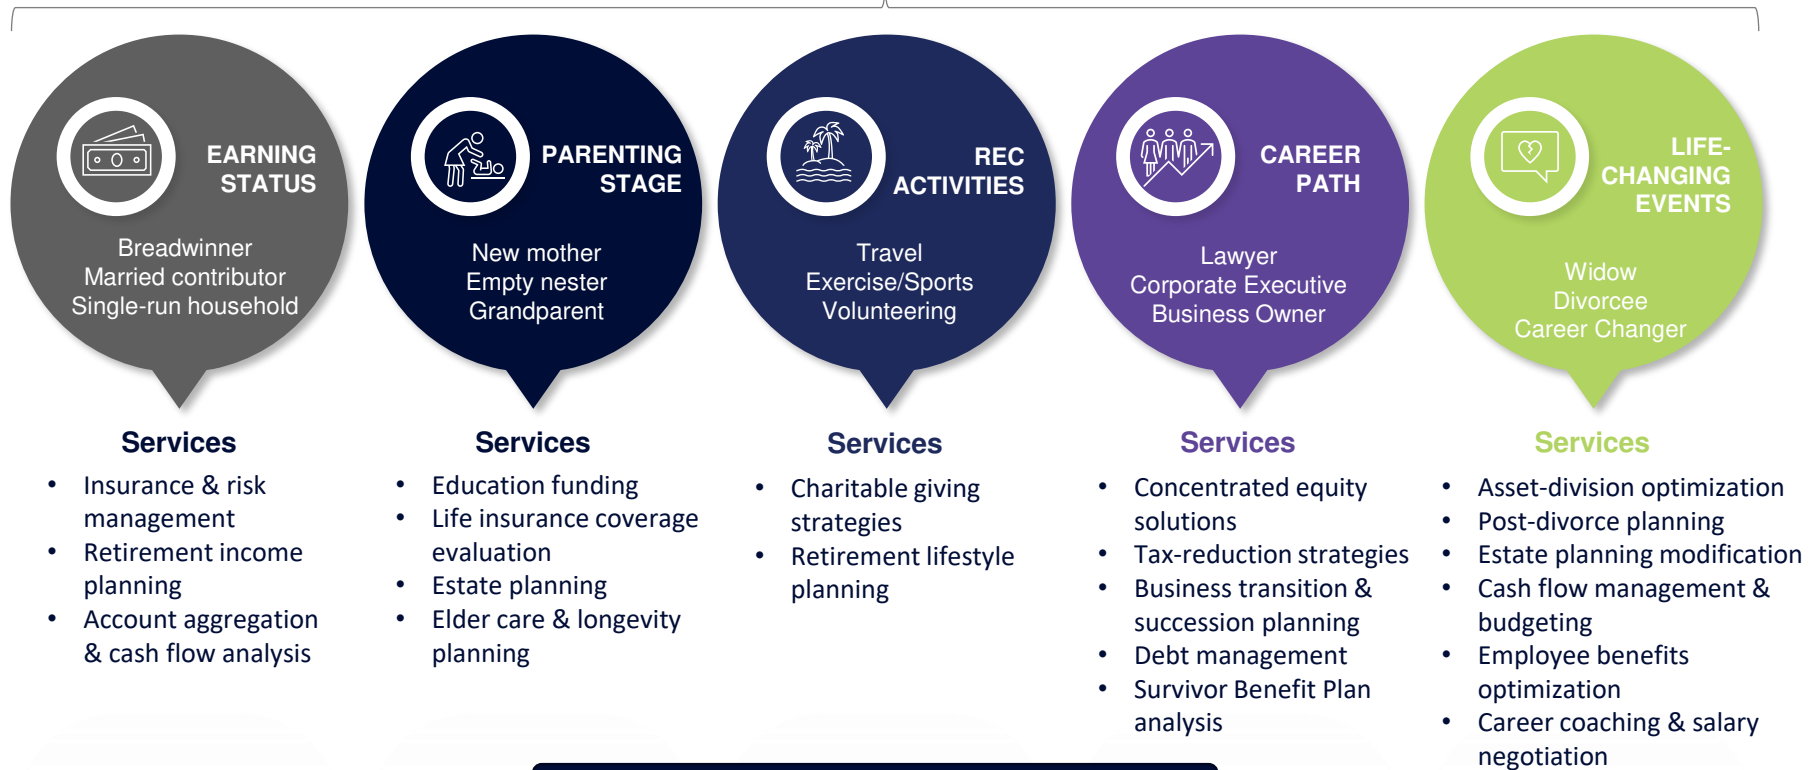 EARNING
STATUS
Breadwinner
Married contributor
Single-run household
Services
• Insurance & risk
management
• Retirement income
planning
• Account aggregation
& cash flow analysis
PARENTING
STAGE
New mother
Empty nester
Grandparent
Services
• Education funding
• Life insurance coverage
evaluation
• Estate planning
• Elder care & longevity
planning
REC
ACTIVITIES
Travel
Exercise/Sports
Volunteering
Services
• Charitable giving
strategies
• Retirement lifestyle
planning
CAREER
PATH
Lawyer
Corporate Executive
Business Owner
Services
• Concentrated equity
solutions
• Tax-reduction strategies
• Business transition &
succession planning
• Debt management
• Survivor Benefit Plan
analysis
LIFE-
CHANGING
EVENTS
Widow
Divorcee
Career Changer
Services
• Asset-division optimization
• Post-divorce planning
• Estate planning modification
• Cash flow management &
budgeting
• Employee benefits
optimization
• Career coaching & salary
negotiation